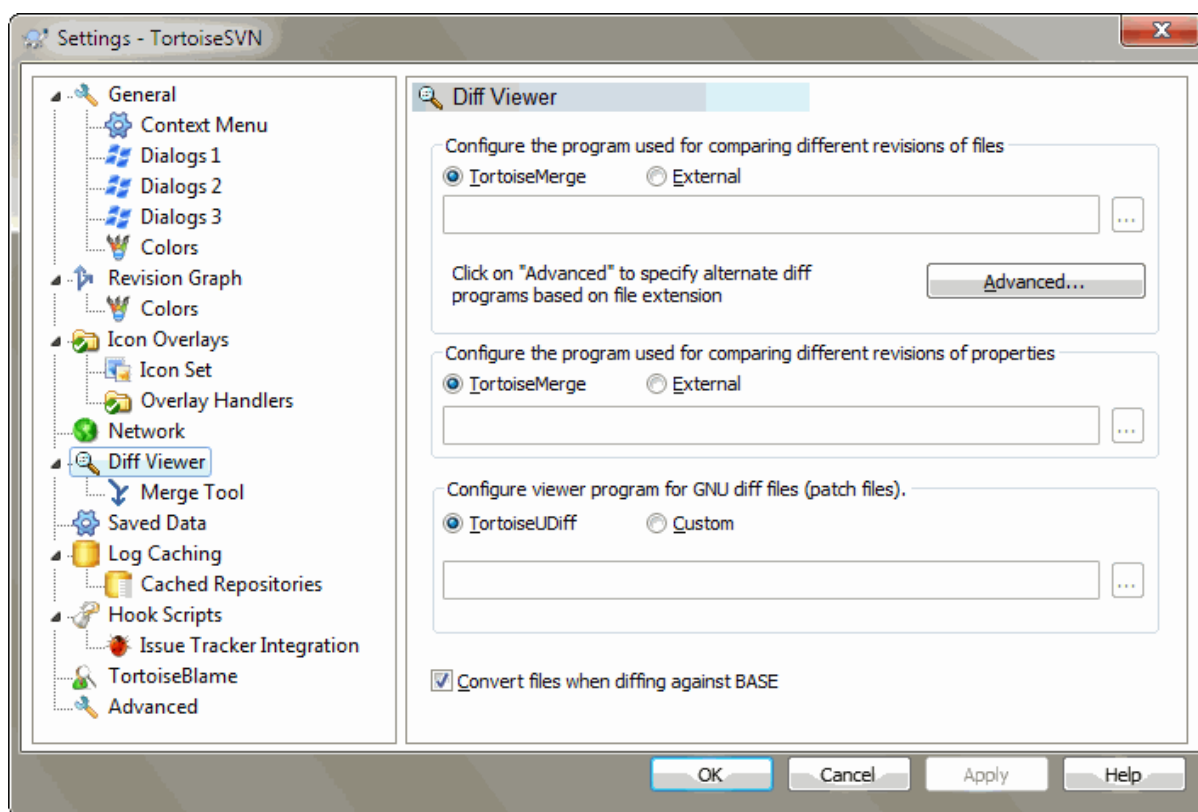 Settings - TortoiseSVN
General
Context Menu
Dialogs 1
Dialogs 2
Dialogs 3
Colors
Revision Graph
Colors
Icon Overlays
Icon Set
Overlay Handlers
Network
Diff Viewer
Merge Tool
Saved Data
Log Caching
Cached Repositories
Hook Scripts
Issue Tracker Integration
TortoiseBlame
Advanced
Diff Viewer
Configure the program used for comparing different revisions of files
TortoiseMerge External
...
Click on "Advanced" to specify alternate diff
programs based on file extension
Advanced...
Configure the program used for comparing different revisions of properties
TortoiseMerge External
...
Configure viewer program for GNU diff files (patch files).
TortoiseUDiff Custom
...
Convert files when diffing against BASE
OK Cancel Apply Help